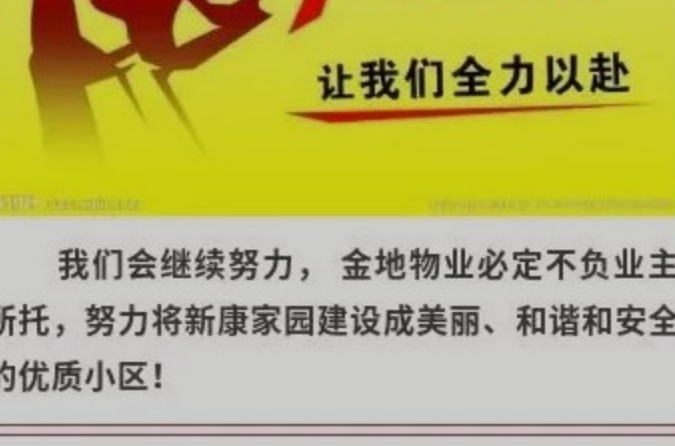 让我们全力以赴
我们会继续努力， 金地物业必定不负业主
所托，努力将新康家园建设成美丽、和谐和安全
的优质小区！